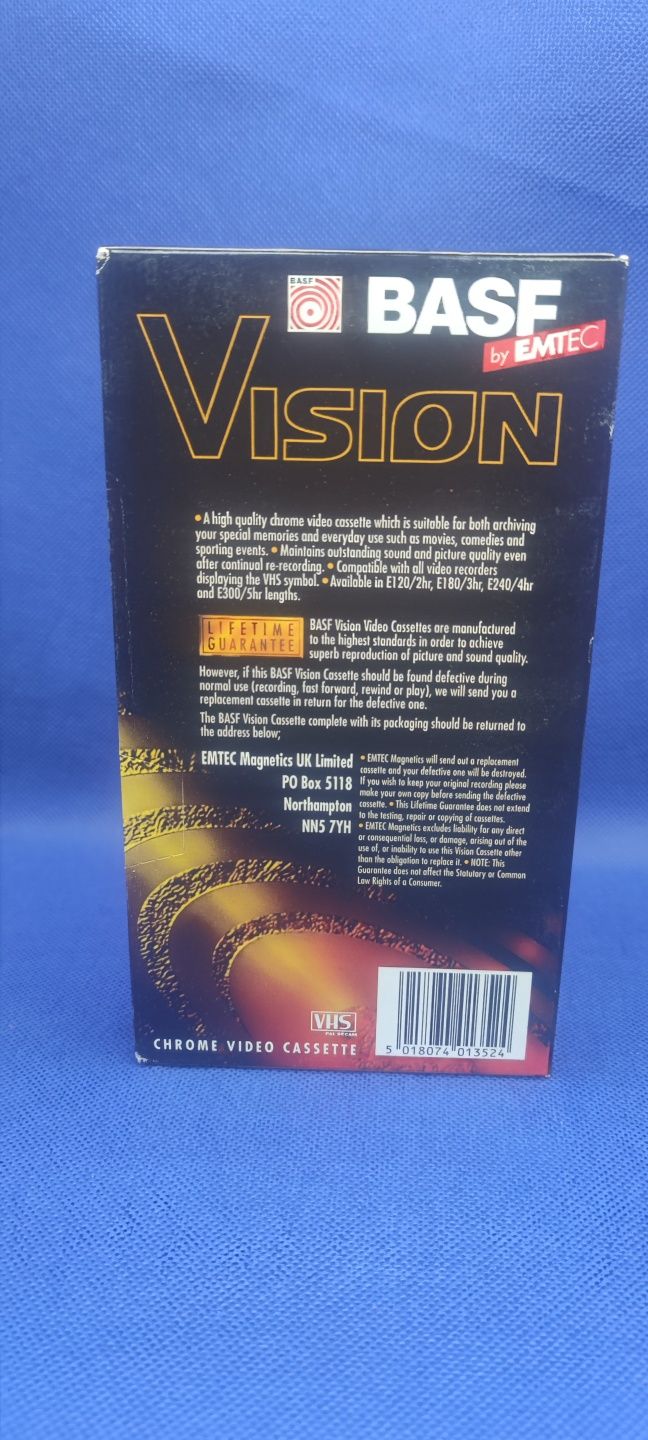 BASF
BASF
by EMTEC
VISION
• A high quality chrome video cassette which is suitable for both archiving
your special memories and everyday use such as movies, comedies and
sporting events. • Maintains outstanding sound and picture quality even
after continual re-recording. • Compatible with all video recorders
displaying the VHS symbol. • Available in E120/2hr, E180/3hr, E240/4hr
and E300/5hr lengths.
LIFETIME
GUARANTEE
BASF Vision Video Cassettes are manufactured
to the highest standards in order to achieve
superb reproduction of picture and sound quality.
However, if this BASF Vision Cassette should be found defective during
normal use (recording, fast forward, rewind or play), we will send you a
replacement cassette in return for the defective one.
The BASF Vision Cassette complete with its packaging should be returned to
the address below;
EMTEC Magnetics UK Limited
PO Box 5118
Northampton
NN5 7YH
• EMTEC Magnetics will send out a replacement
cassette and your defective one will be destroyed.
If you wish to keep your original recording please
make your own copy before sending the defective
cassette. • This Lifetime Guarantee does not extend
to the testing, repair or copying of cassettes.
• EMTEC Magnetics excludes liability for any direct
or consequential loss, or damage, arising out of the
use of, or inability to use this Vision Cassette other
than the obligation to replace it. • NOTE: This
Guarantee does not affect the Statutory or Common
Law Rights of a Consumer.
VHS
PAL SECAM
CHROME VIDEO CASSETTE
5 018074 013524